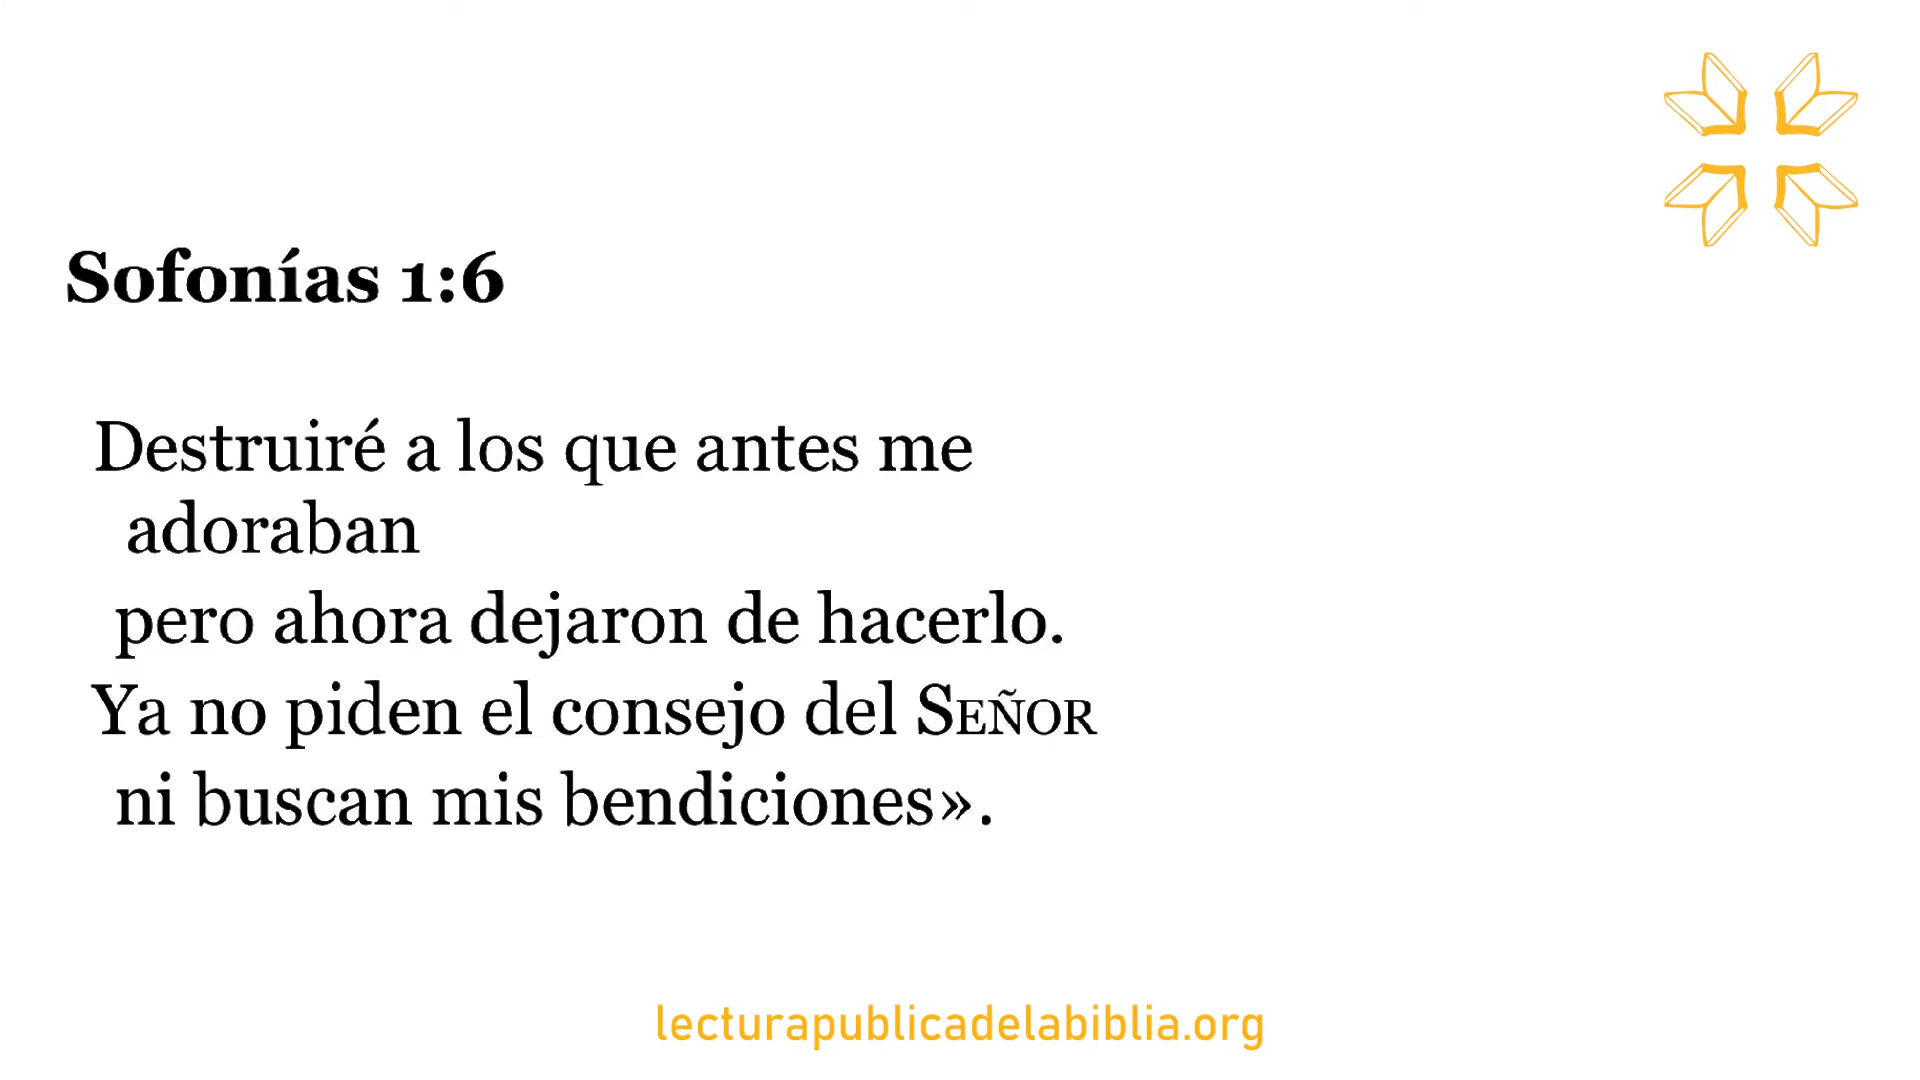 Sofonías 1:6
Destruiré a los que antes me
adoraban
pero ahora dejaron de hacerlo.
Ya no piden el consejo del SEÑOR
ni buscan mis bendiciones».
lecturapublicadelabiblia.org